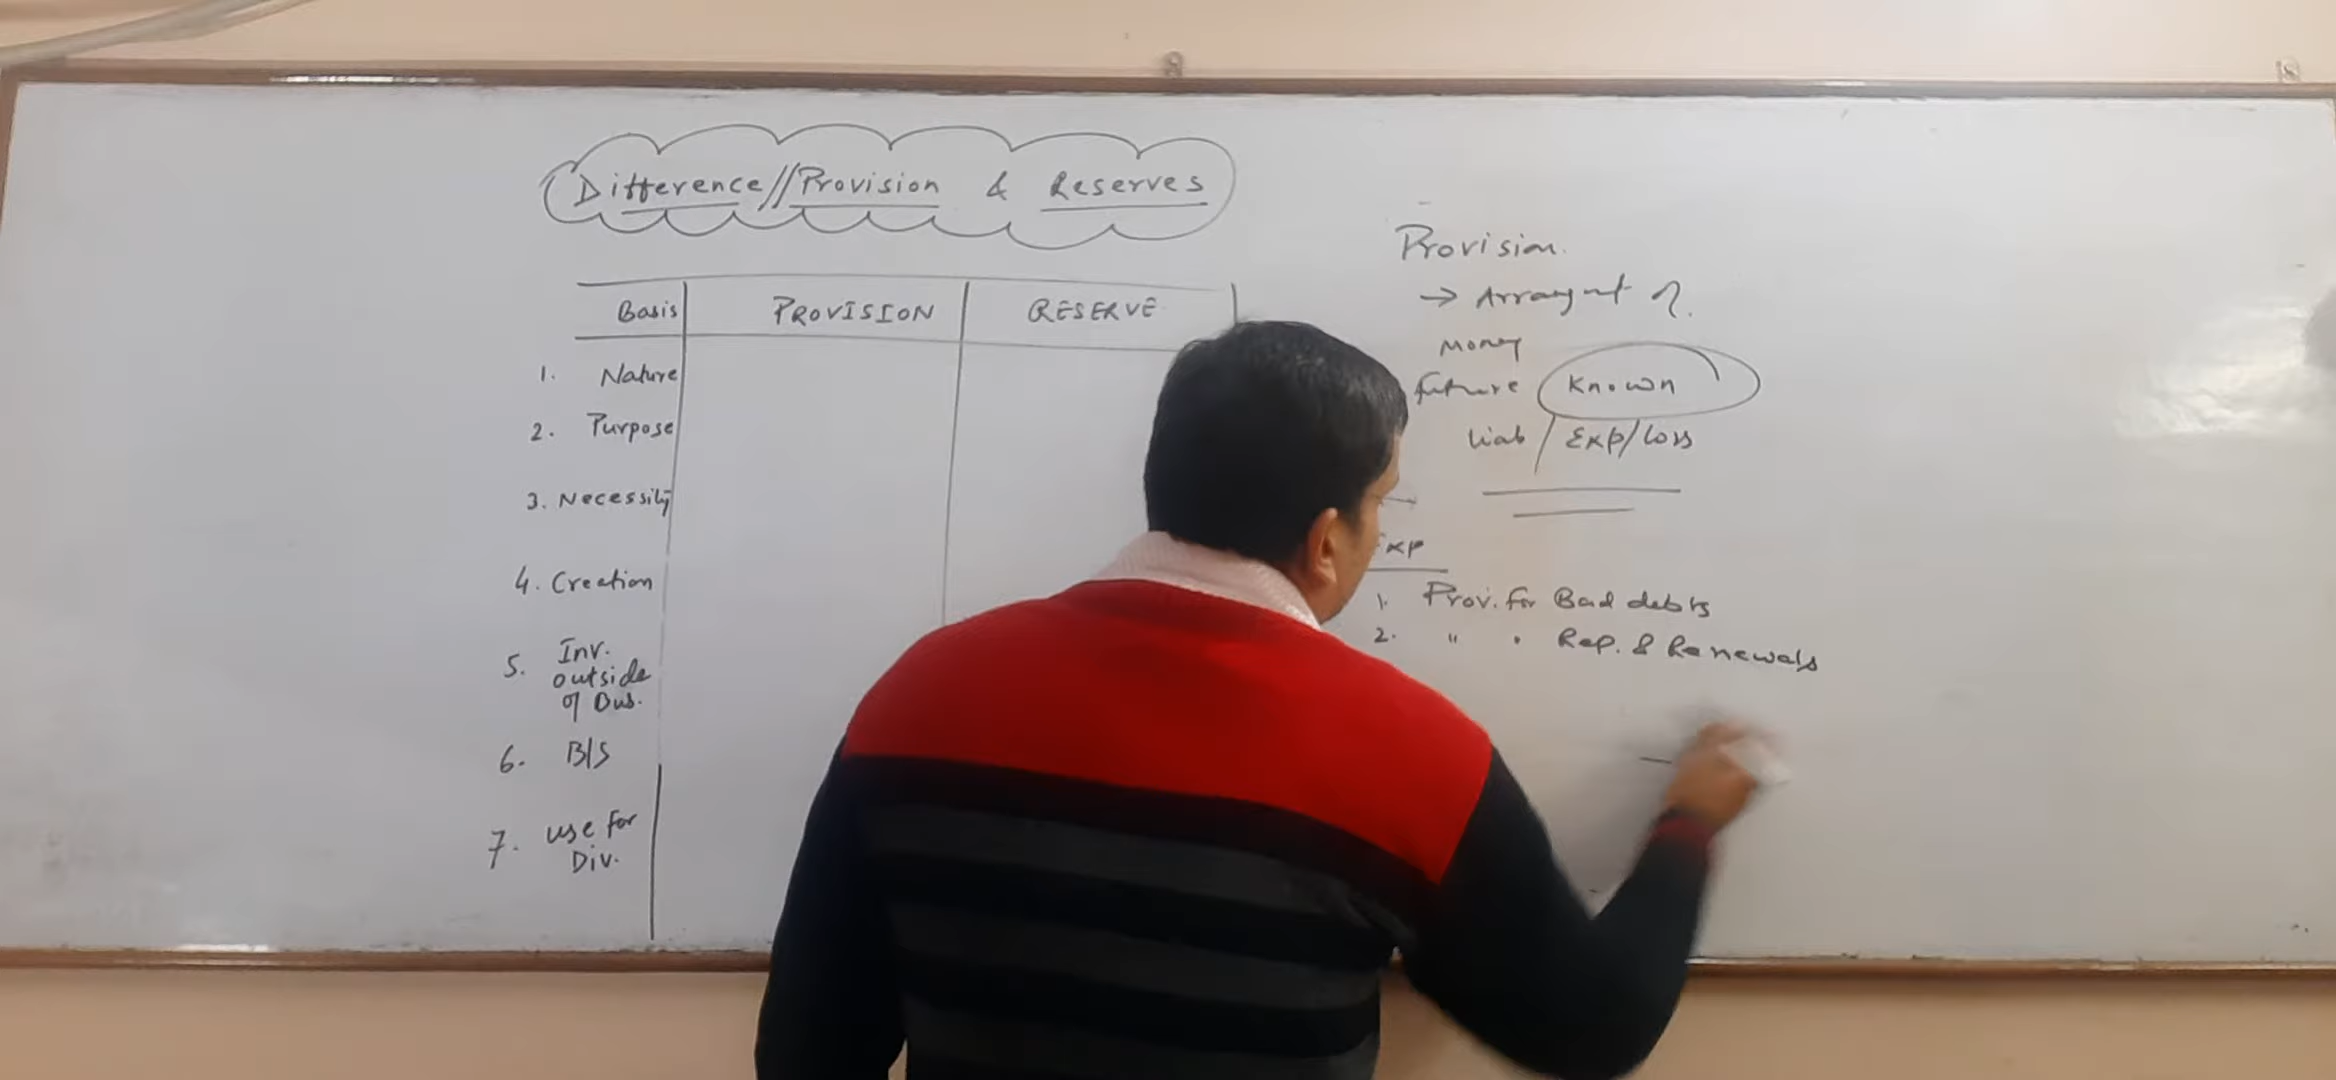 Difference//Provision & Reserves
Basis PROVISION RESERVE
1. Nature
2. Purpose
3. Necessity
4. Creation
5. Inv.
outside
of Bus.
6. B/S
7. use for
Div.
Provision.
→ Arrangmt of
money
future Known
Liab / Exp/Loss
Exp
1. Prov. for Bad debts
2. " " Rep. & Renewals